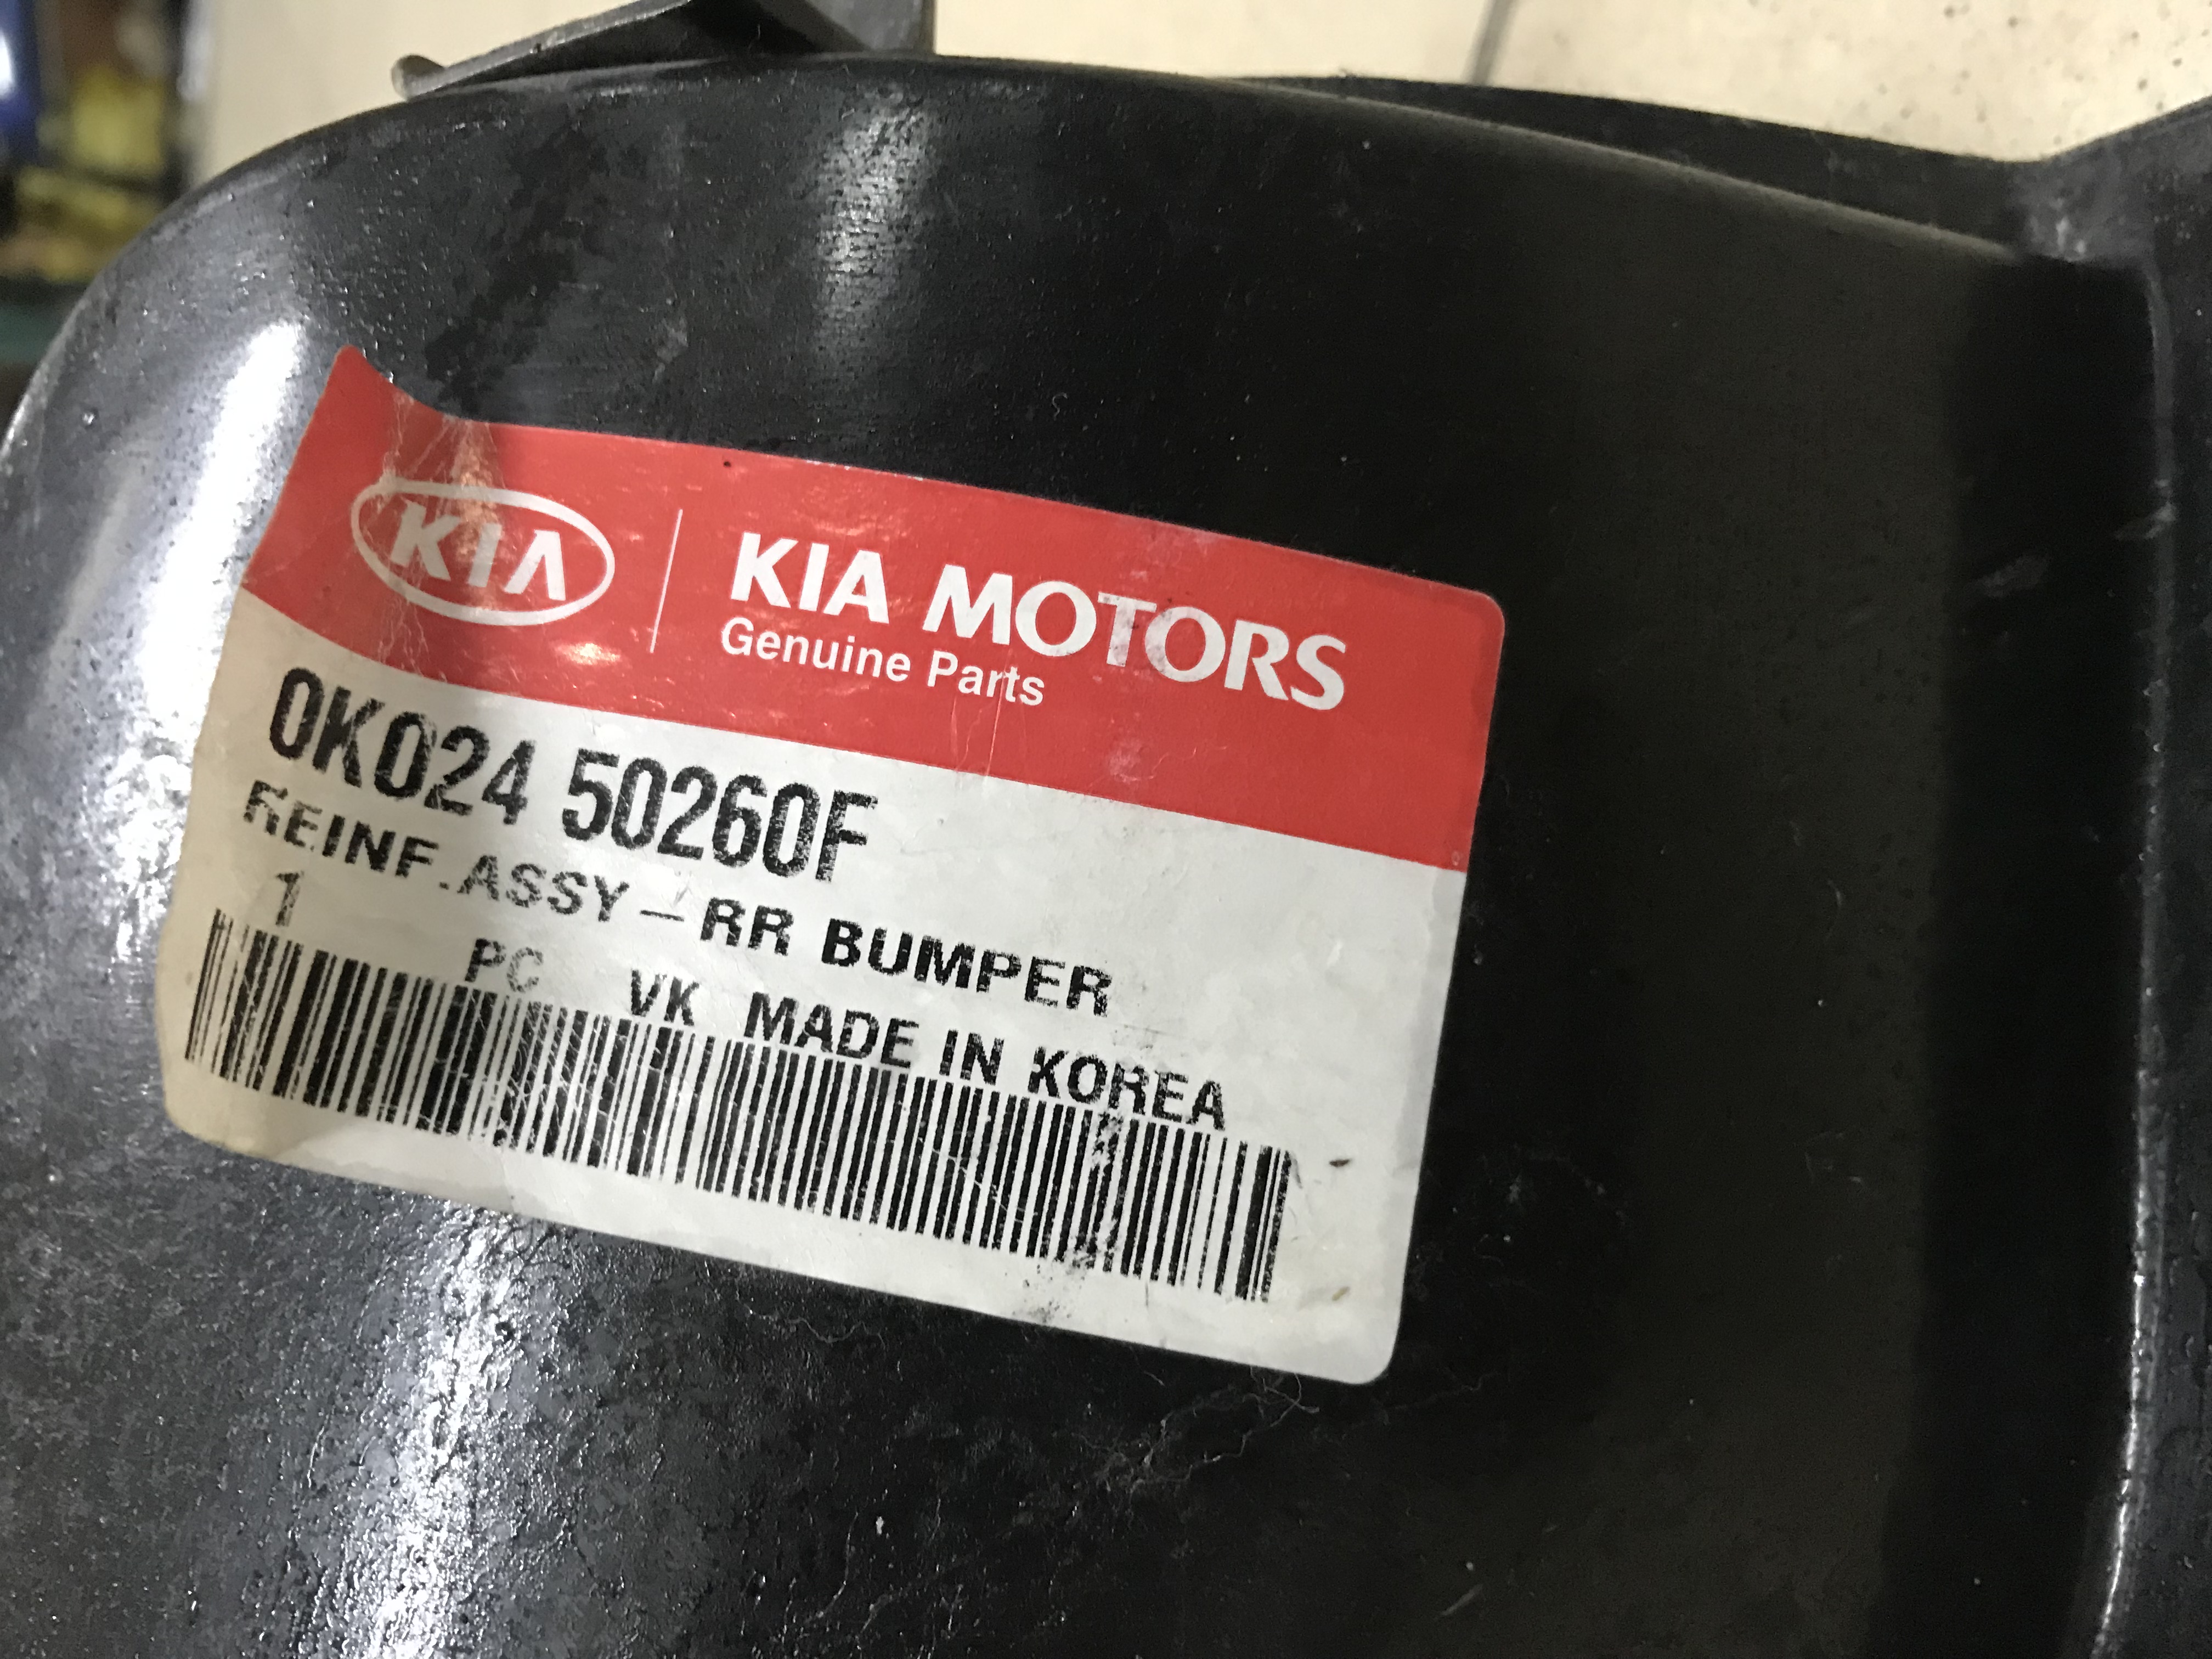 KIA
KIA MOTORS
Genuine Parts
0K024 50260F
REINF.ASSY-RR BUMPER
1 PC VK MADE IN KOREA